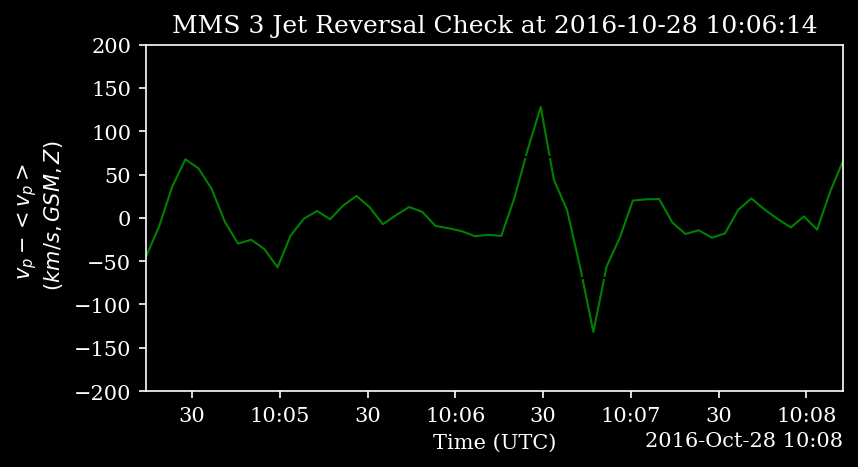 MMS 3 Jet Reversal Check at 2016-10-28 10:06:14
200
150
100
50
0
−50
−100
−150
−200
v_p − <v_p>
(km/s, GSM, Z)
30 10:05 30 10:06 30 10:07 30 10:08
Time (UTC)
2016-Oct-28 10:08